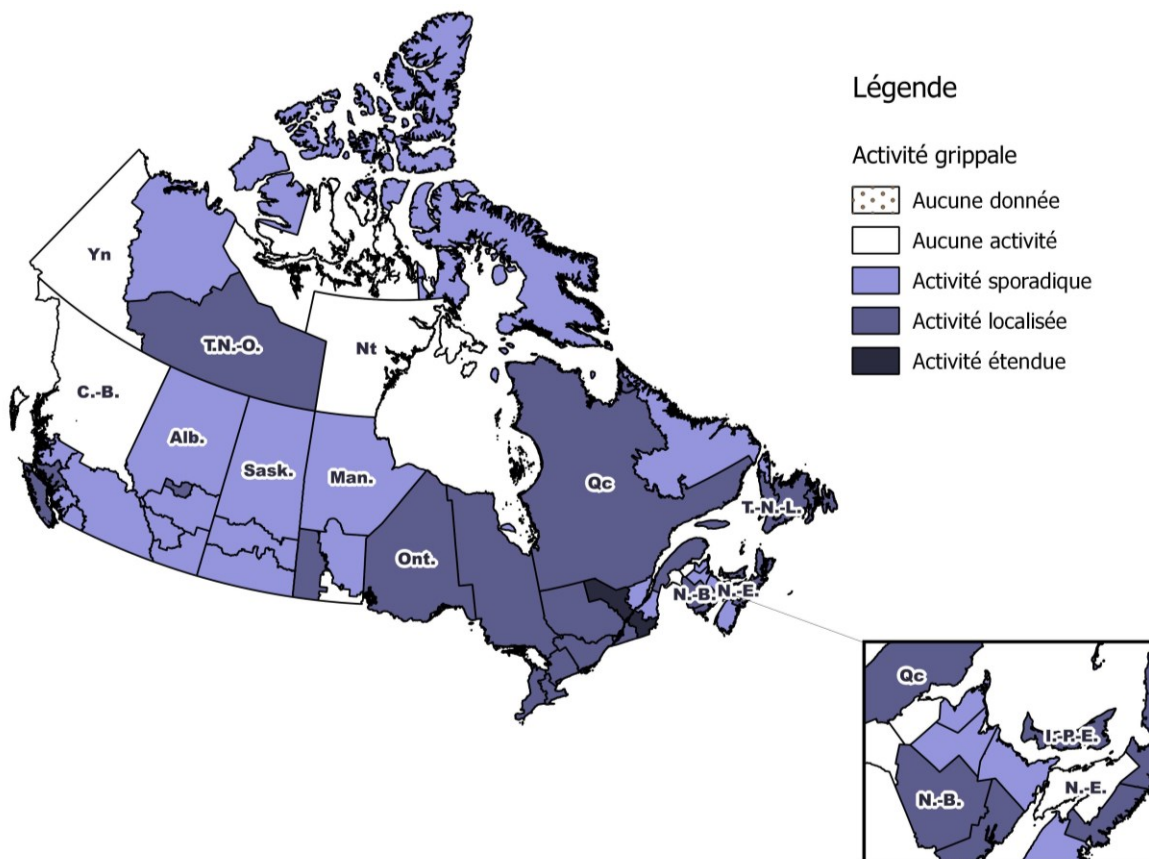 Légende
Activité grippale
Aucune donnée
Aucune activité
Activité sporadique
Activité localisée
Activité étendue
Yn
T.N.-O.
Nt
C.-B.
Alb.
Sask.
Man.
Ont.
Qc
T.-N.-L.
N.-B.
N.-E.
Qc
I.-P.-E.
N.-E.
N.-B.